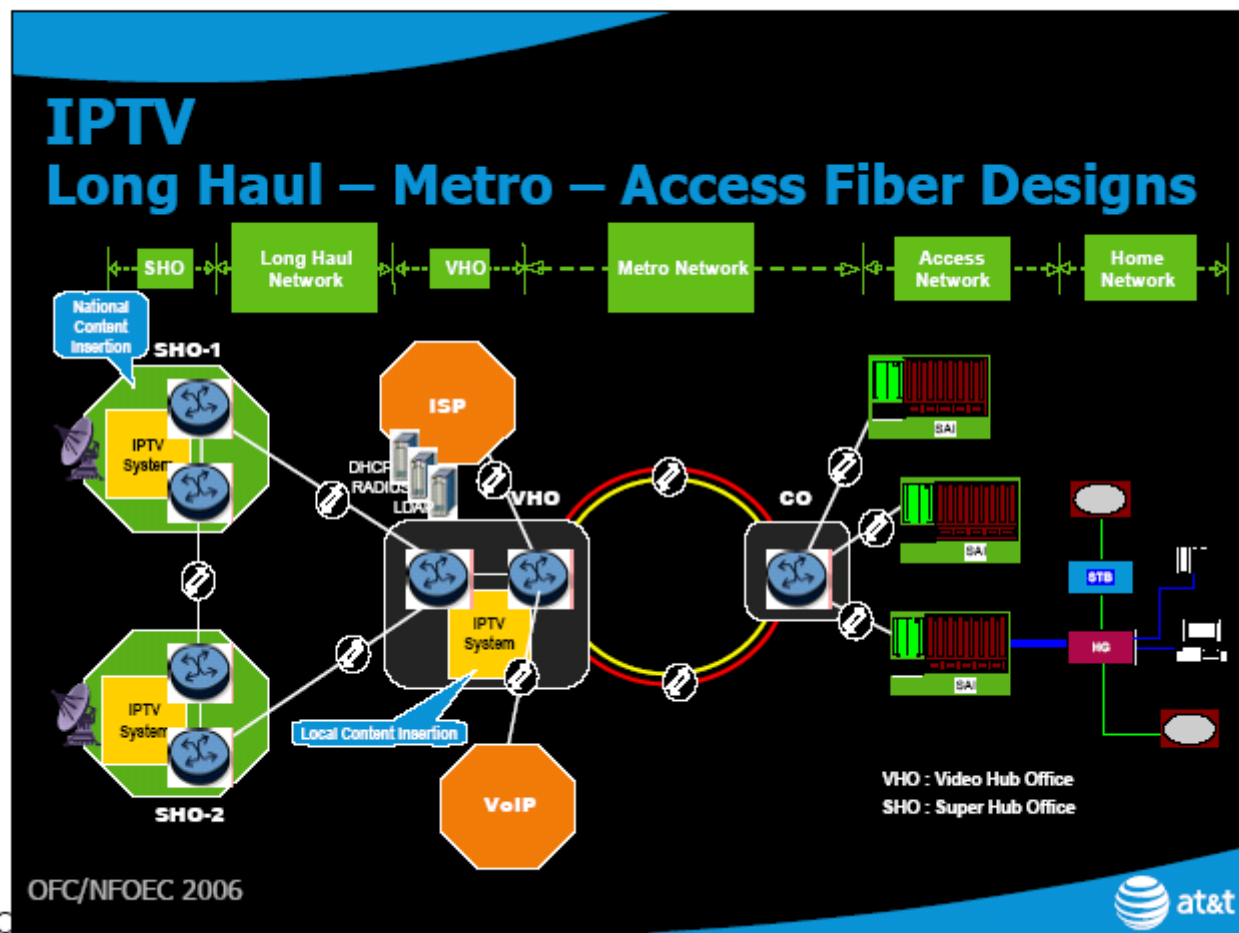 IPTV
Long Haul – Metro – Access Fiber Designs
SHO
Long Haul
Network
VHO
Metro Network
Access
Network
Home
Network
National
Content
Insertion
SHO-1
IPTV
System
ISP
DHCP
RADIUS
LDAP
VHO
CO
SAI
SAI
SAI
STB
HG
IPTV
System
Local Content Insertion
IPTV
System
SHO-2
VoIP
VHO : Video Hub Office
SHO : Super Hub Office
OFC/NFOEC 2006
at&t